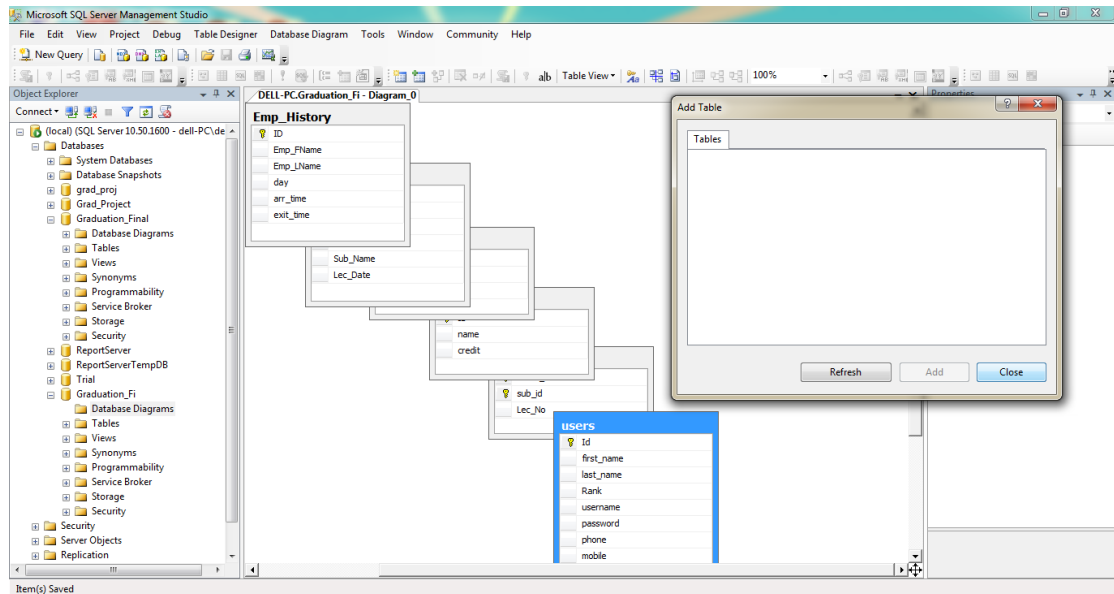 Microsoft SQL Server Management Studio
File Edit View Project Debug Table Designer Database Diagram Tools Window Community Help
New Query
alb Table View 100%
Object Explorer
Connect
(local) (SQL Server 10.50.1600 - dell-PC\de
Databases
System Databases
Database Snapshots
grad_proj
Grad_Project
Graduation_Final
Database Diagrams
Tables
Views
Synonyms
Programmability
Service Broker
Storage
Security
ReportServer
ReportServerTempDB
Trial
Graduation_Fi
Database Diagrams
Tables
Views
Synonyms
Programmability
Service Broker
Storage
Security
Security
Server Objects
Replication
DELL-PC.Graduation_Fi - Diagram_0
Emp_History
ID
Emp_FName
Emp_LName
day
arr_time
exit_time
Sub_Name
Lec_Date
name
credit
sub_id
Lec_No
users
Id
first_name
last_name
Rank
username
password
phone
mobile
Properties
Add Table
Tables
Refresh Add Close
Item(s) Saved